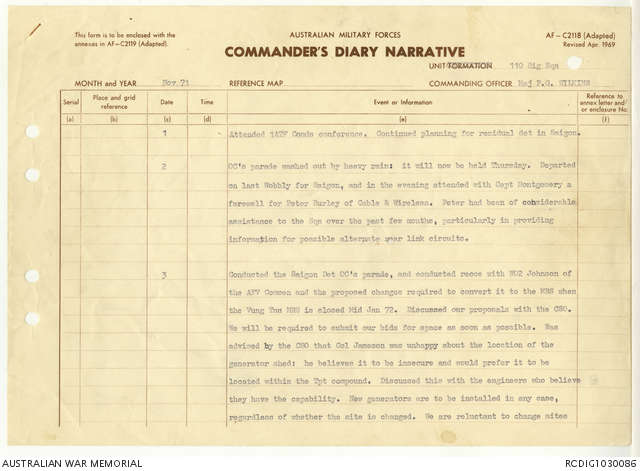 This form is to be enclosed with the
annexes in AF—C2119 (Adapted).
AUSTRALIAN MILITARY FORCES
COMMANDER'S DIARY NARRATIVE
AF—C2118 (Adapted)
Revised Apr 1969
UNIT/FORMATION 110 Sig Sqn
MONTH and YEAR Nov 71 REFERENCE MAP COMMANDING OFFICER Maj P.G. WILKINS
Serial Place and grid reference Date Time Event or Information Reference to annex letter and/or enclosure No.
(a) (b) (c) (d) (e) (f)
1 Attended 1ATF Comds conference. Continued planning for residual det in Saigon.
2 OC's parade washed out by heavy rain: it will now be held Thursday. Departed
on last Wobbly for Saigon, and in the evening attended with Capt Montgomery a
farewell for Peter Burley of Cable & Wireless. Peter had been of considerable
assistance to the Sqn over the past few months, particularly in providing
information for possible alternate rear link circuits.
3 Conducted the Saigon Det OC's parade, and conducted recce with WO2 Johnson of
the AFV Comcen and the proposed changes required to convert it to the MRS when
the Vung Tau MRS is closed Mid Jan 72. Discussed our proposals with the CSO.
We will be required to submit our bids for space as soon as possible. Was
advised by the CSO that Col Jameson was unhappy about the location of the
generator shed: he believes it to be insecure and would prefer it to be
located within the Tpt compound. Discussed this with the engineers who believe
they have the capability. New generators are to be installed in any case,
regardless of whether the site is changed. We are reluctant to change sites
AUSTRALIAN WAR MEMORIAL
RCDIG1030086